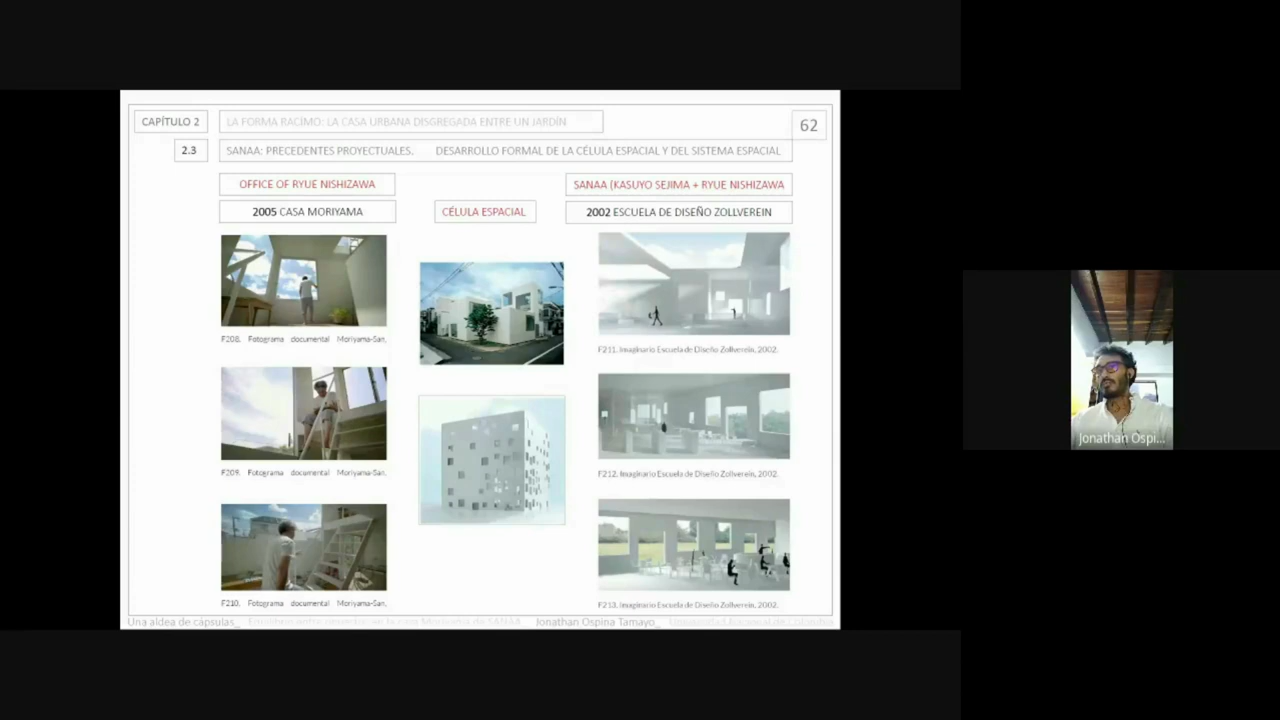 CAPÍTULO 2
LA FORMA RACIMO: LA CASA URBANA DISGREGADA ENTRE UN JARDÍN
62
2.3
SANAA: PRECEDENTES PROYECTUALES. DESARROLLO FORMAL DE LA CÉLULA ESPACIAL Y DEL SISTEMA ESPACIAL
OFFICE OF RYUE NISHIZAWA
SANAA (KASUYO SEJIMA + RYUE NISHIZAWA
2005 CASA MORIYAMA
CÉLULA ESPACIAL
2002 ESCUELA DE DISEÑO ZOLLVEREIN
F208. Fotograma documental Moriyama-San,
F211. Imaginario Escuela de Diseño Zollverein, 2002.
F209. Fotograma documental Moriyama-San,
F212. Imaginario Escuela de Diseño Zollverein, 2002.
F210. Fotograma documental Moriyama-San,
F213. Imaginario Escuela de Diseño Zollverein, 2002.
Una aldea de cápsulas_ Jonathan Ospina Tamayo_
Jonathan Ospi...